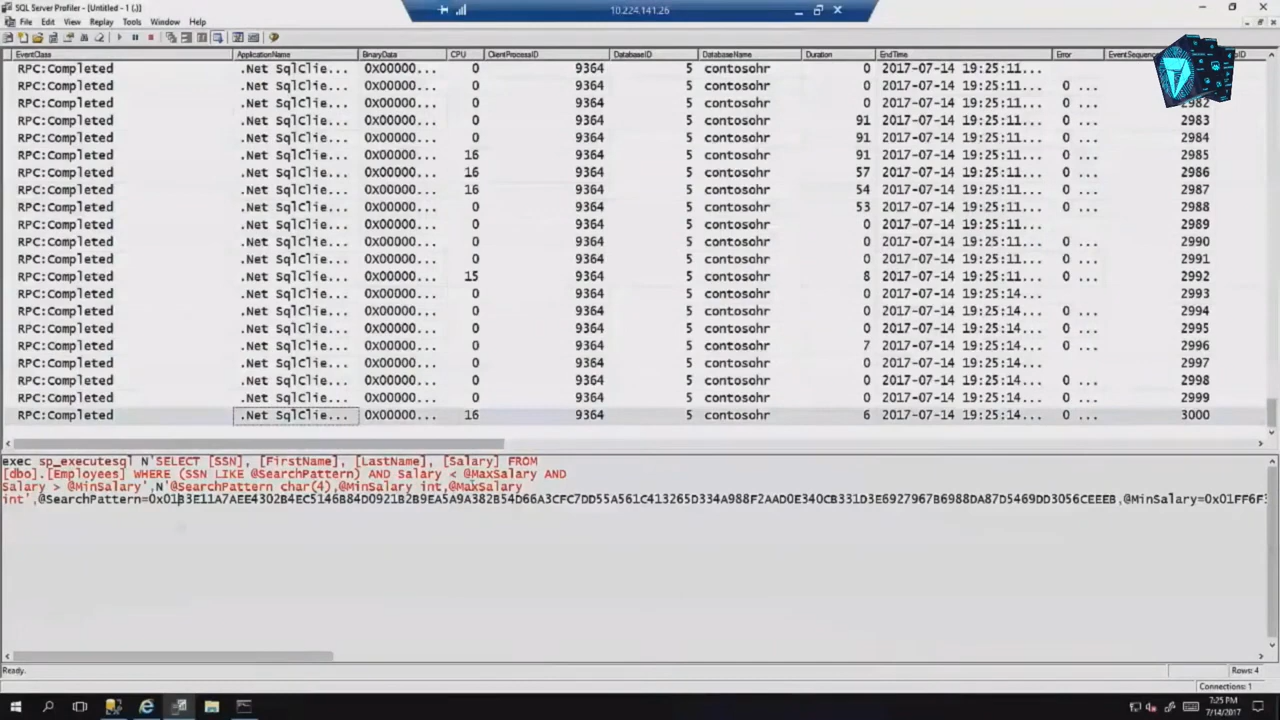 SQL Server Profiler - [Untitled - 1 (.)]
10.224.141.26
File Edit View Replay Tools Window Help
EventClass ApplicationName BinaryData CPU ClientProcessID DatabaseID DatabaseName Duration EndTime Error EventSequence
RPC:Completed .Net SqlClie... 0X00000... 0 9364 5 contosohr 0 2017-07-14 19:25:11...
RPC:Completed .Net SqlClie... 0X00000... 0 9364 5 contosohr 0 2017-07-14 19:25:11... 0 ...
RPC:Completed .Net SqlClie... 0X00000... 0 9364 5 contosohr 0 2017-07-14 19:25:11... 0 ... 2982
RPC:Completed .Net SqlClie... 0X00000... 0 9364 5 contosohr 91 2017-07-14 19:25:11... 0 ... 2983
RPC:Completed .Net SqlClie... 0X00000... 0 9364 5 contosohr 91 2017-07-14 19:25:11... 0 ... 2984
RPC:Completed .Net SqlClie... 0X00000... 16 9364 5 contosohr 91 2017-07-14 19:25:11... 0 ... 2985
RPC:Completed .Net SqlClie... 0X00000... 16 9364 5 contosohr 57 2017-07-14 19:25:11... 0 ... 2986
RPC:Completed .Net SqlClie... 0X00000... 16 9364 5 contosohr 54 2017-07-14 19:25:11... 0 ... 2987
RPC:Completed .Net SqlClie... 0X00000... 0 9364 5 contosohr 53 2017-07-14 19:25:11... 0 ... 2988
RPC:Completed .Net SqlClie... 0X00000... 0 9364 5 contosohr 0 2017-07-14 19:25:11... 2989
RPC:Completed .Net SqlClie... 0X00000... 0 9364 5 contosohr 0 2017-07-14 19:25:11... 0 ... 2990
RPC:Completed .Net SqlClie... 0X00000... 0 9364 5 contosohr 0 2017-07-14 19:25:11... 2991
RPC:Completed .Net SqlClie... 0X00000... 15 9364 5 contosohr 8 2017-07-14 19:25:11... 0 ... 2992
RPC:Completed .Net SqlClie... 0X00000... 0 9364 5 contosohr 0 2017-07-14 19:25:14... 2993
RPC:Completed .Net SqlClie... 0X00000... 0 9364 5 contosohr 0 2017-07-14 19:25:14... 0 ... 2994
RPC:Completed .Net SqlClie... 0X00000... 0 9364 5 contosohr 0 2017-07-14 19:25:14... 0 ... 2995
RPC:Completed .Net SqlClie... 0X00000... 0 9364 5 contosohr 7 2017-07-14 19:25:14... 0 ... 2996
RPC:Completed .Net SqlClie... 0X00000... 0 9364 5 contosohr 0 2017-07-14 19:25:14... 2997
RPC:Completed .Net SqlClie... 0X00000... 0 9364 5 contosohr 0 2017-07-14 19:25:14... 0 ... 2998
RPC:Completed .Net SqlClie... 0X00000... 0 9364 5 contosohr 0 2017-07-14 19:25:14... 0 ... 2999
RPC:Completed .Net SqlClie... 0X00000... 16 9364 5 contosohr 6 2017-07-14 19:25:14... 0 ... 3000
exec sp_executesql N'SELECT [SSN], [FirstName], [LastName], [Salary] FROM
[dbo].[Employees] WHERE (SSN LIKE @SearchPattern) AND Salary < @MaxSalary AND
Salary > @MinSalary',N'@SearchPattern char(4),@MinSalary int,@MaxSalary
int',@SearchPattern=0x01B3E11A7AEE4302B4EC5146B84D0921B2B9EA5A9A382B54D66A3CFC7DD55A561C413265D334A988F2AAD0E340CB331D3E6927967B6988DA87D5469DD3056CEEEB,@MinSalary=0x01FF6F3
Ready.
Rows: 4
Connections: 1
7:25 PM
7/14/2017